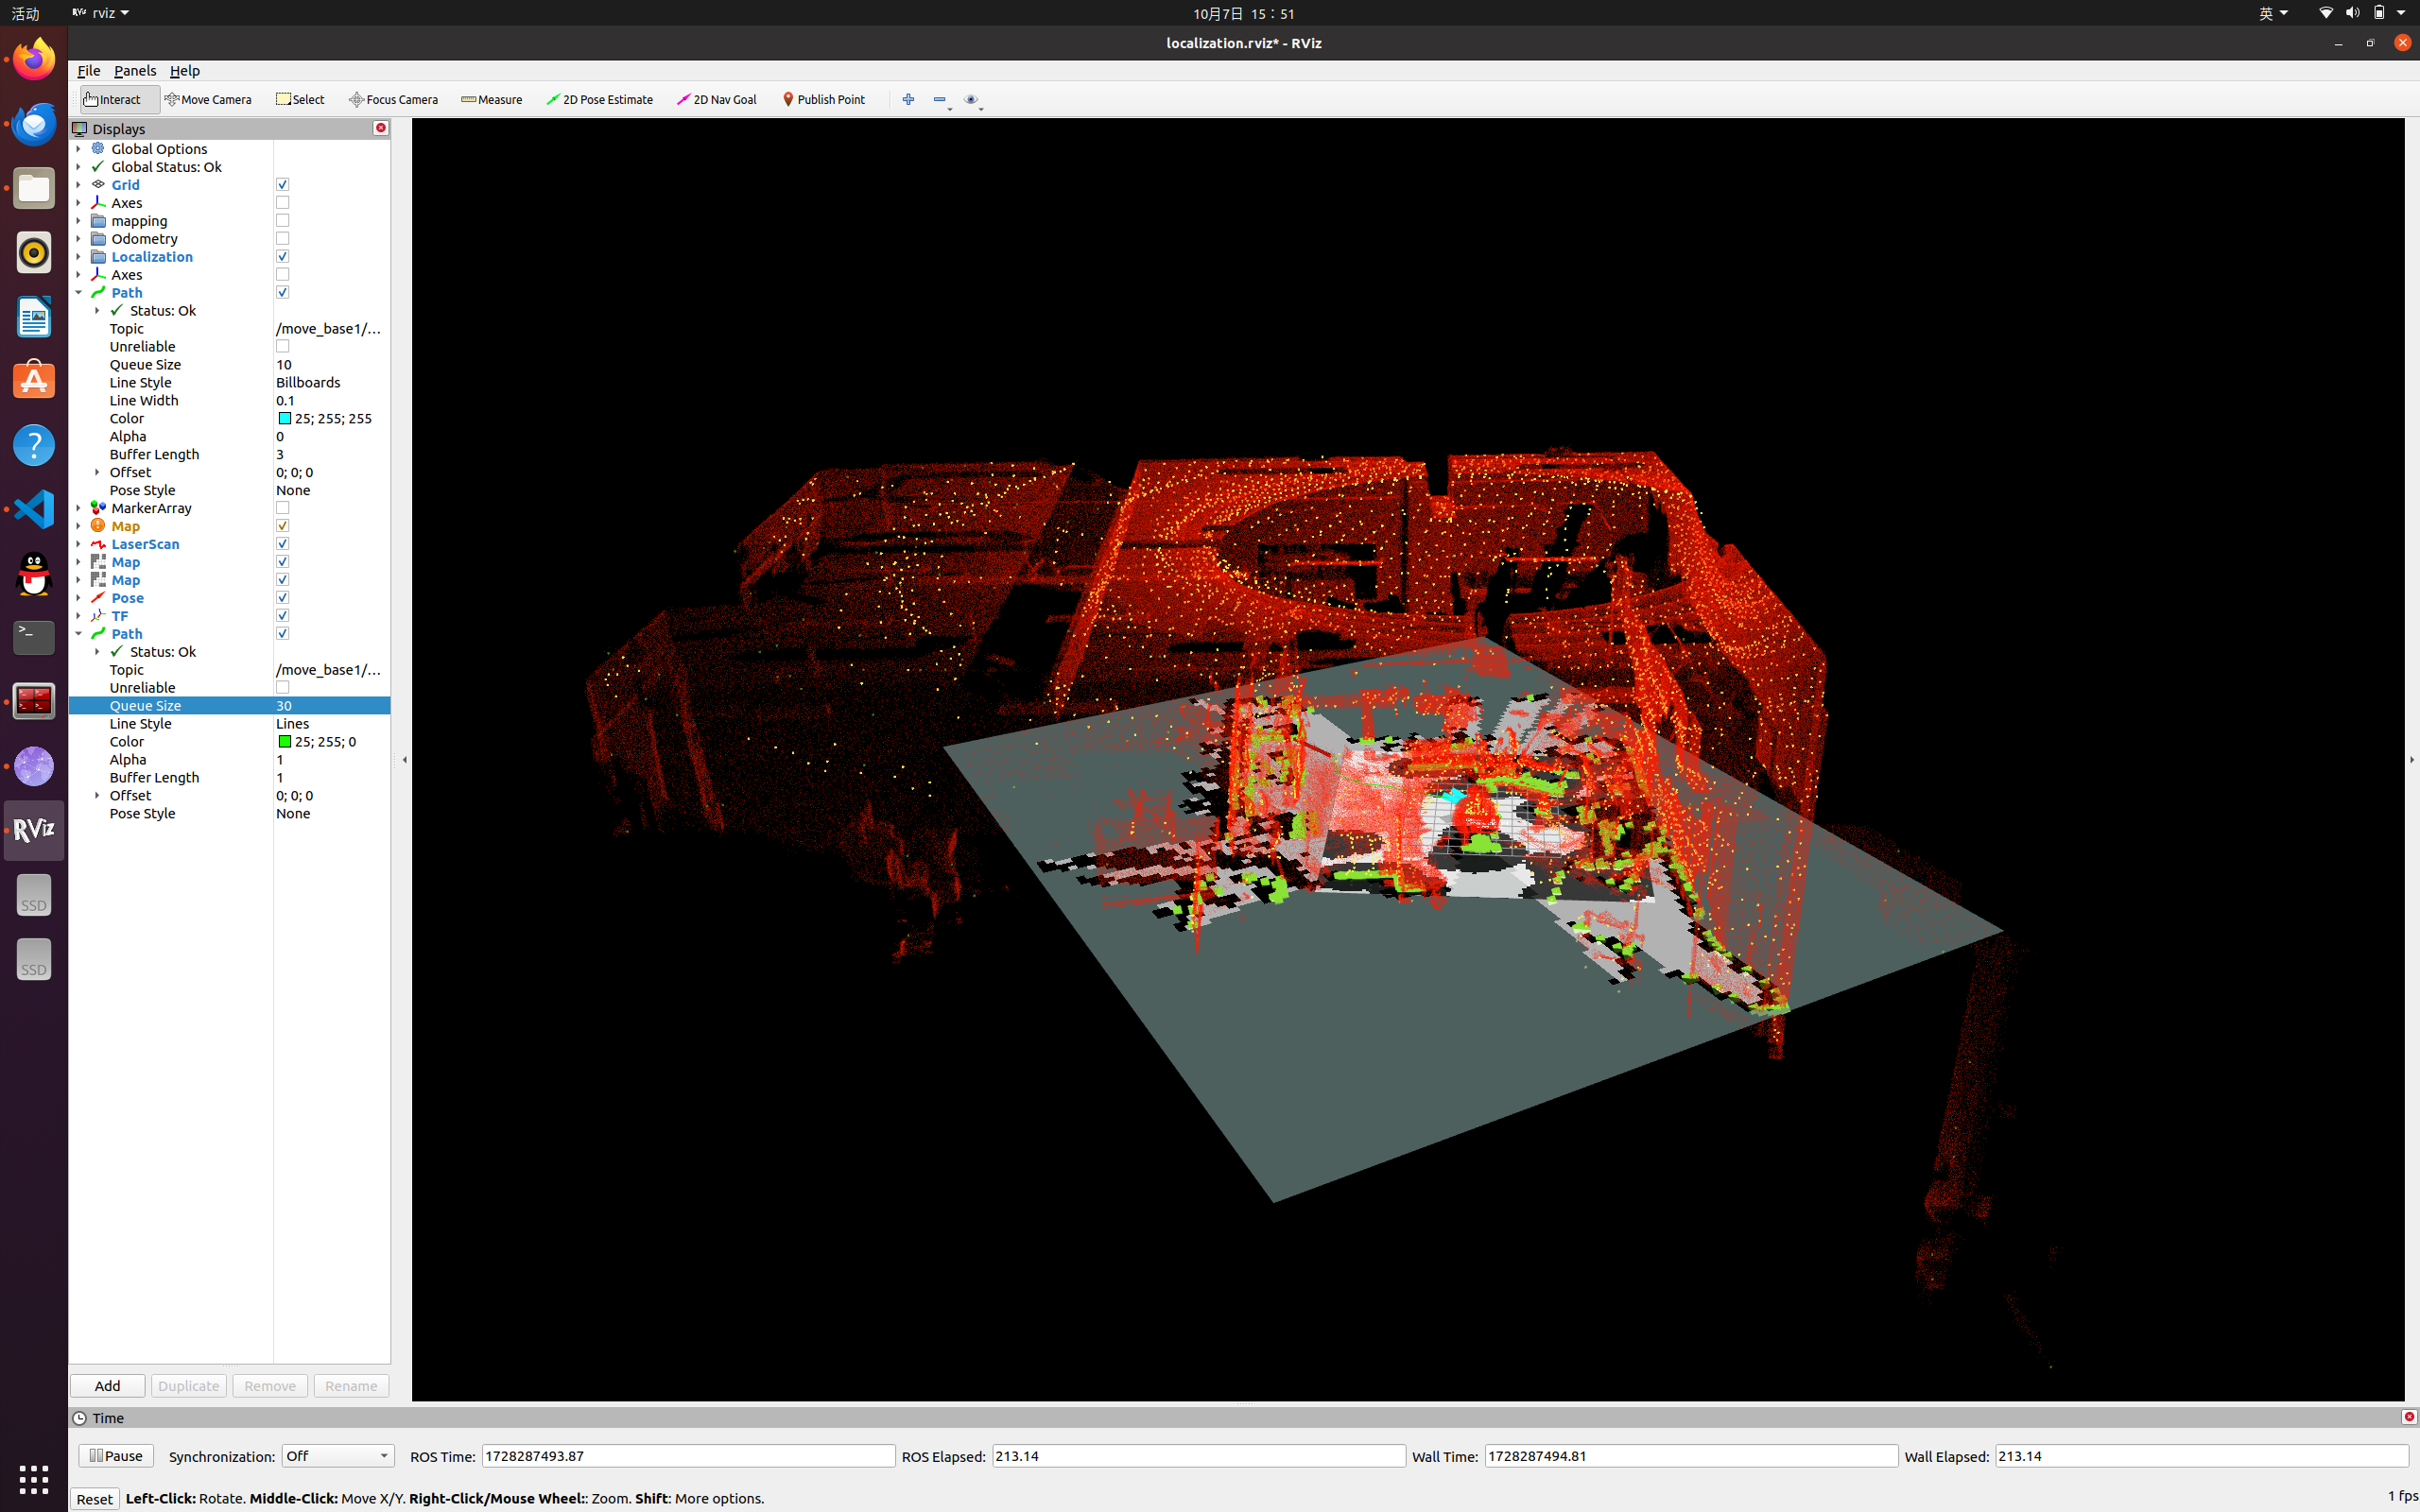 活动 rviz 10月7日 15：51 英
localization.rviz* - RViz
File Panels Help
Interact Move Camera Select Focus Camera Measure 2D Pose Estimate 2D Nav Goal Publish Point
Displays
Global Options
Global Status: Ok
Grid
Axes
mapping
Odometry
Localization
Axes
Path
Status: Ok
Topic /move_base1/…
Unreliable
Queue Size 10
Line Style Billboards
Line Width 0.1
Color 25; 255; 255
Alpha 0
Buffer Length 3
Offset 0; 0; 0
Pose Style None
MarkerArray
Map
LaserScan
Map
Map
Pose
TF
Path
Status: Ok
Topic /move_base1/…
Unreliable
Queue Size 30
Line Style Lines
Color 25; 255; 0
Alpha 1
Buffer Length 1
Offset 0; 0; 0
Pose Style None
RViz
SSD
SSD
Add Duplicate Remove Rename
Time
Pause Synchronization: Off ROS Time: 1728287493.87 ROS Elapsed: 213.14 Wall Time: 1728287494.81 Wall Elapsed: 213.14
Reset Left-Click: Rotate. Middle-Click: Move X/Y. Right-Click/Mouse Wheel:: Zoom. Shift: More options. 1 fps